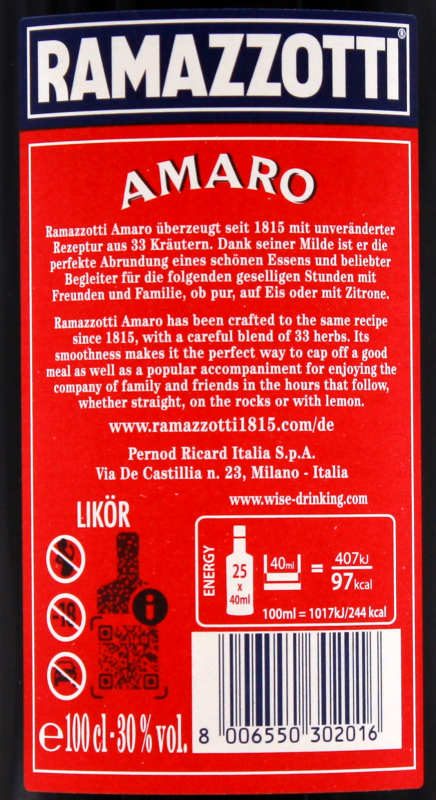 RAMAZZOTTI®
AMARO
Ramazzotti Amaro überzeugt seit 1815 mit unveränderter
Rezeptur aus 33 Kräutern. Dank seiner Milde ist er die
perfekte Abrundung eines schönen Essens und beliebter
Begleiter für die folgenden geselligen Stunden mit
Freunden und Familie, ob pur, auf Eis oder mit Zitrone.
Ramazzotti Amaro has been crafted to the same recipe
since 1815, with a careful blend of 33 herbs. Its
smoothness makes it the perfect way to cap off a good
meal as well as a popular accompaniment for enjoying the
company of family and friends in the hours that follow,
whether straight, on the rocks or with lemon.
www.ramazzotti1815.com/de
Pernod Ricard Italia S.p.A.
Via De Castillia n. 23, Milano - Italia
www.wise-drinking.com
LIKÖR
-18
i
ENERGY
25
x
40ml
40ml
=
407kJ
97kcal
100ml = 1017kJ/244 kcal
e 100 cl · 30 % vol.
8 006550 302016